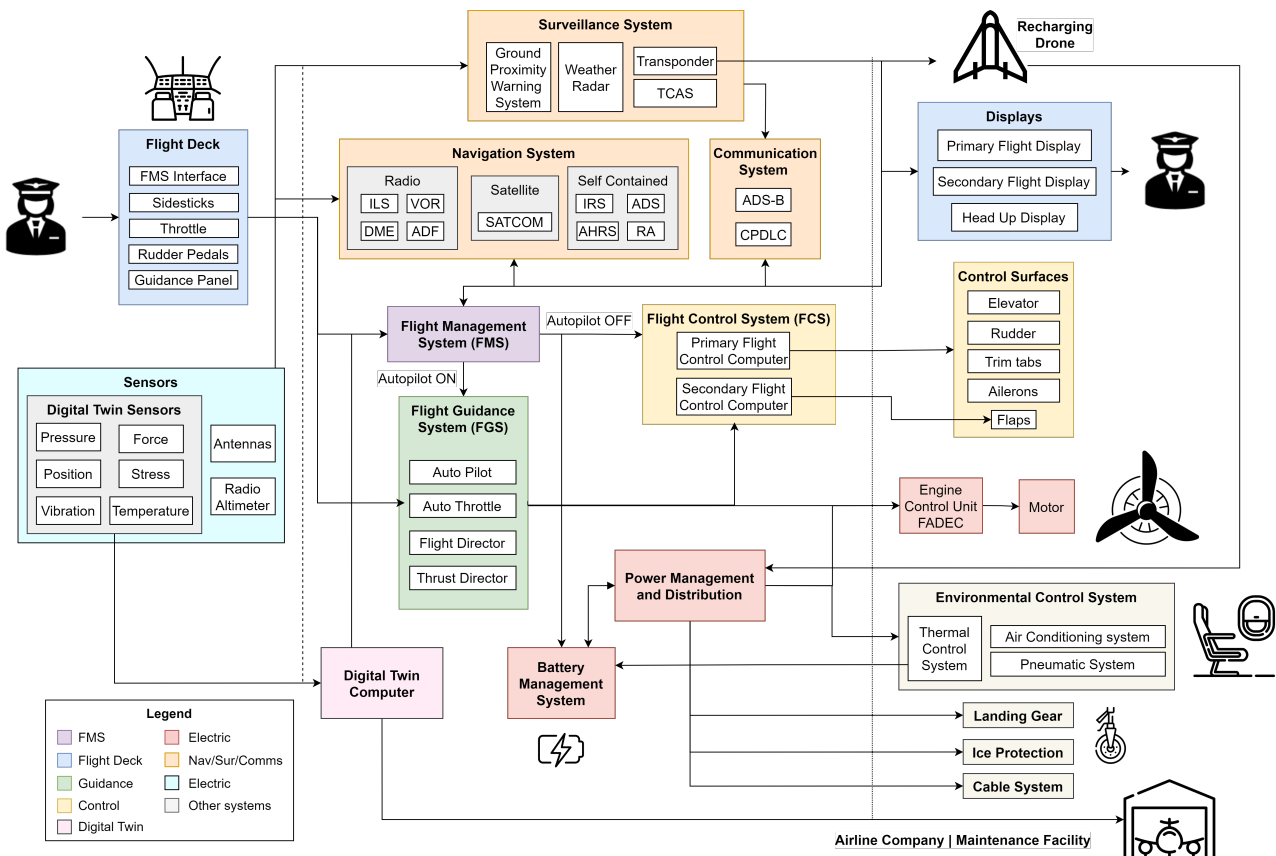 Surveillance System
Ground
Proximity
Warning
System
Weather
Radar
Transponder
TCAS
Recharging
Drone
Flight Deck
FMS Interface
Sidesticks
Throttle
Rudder Pedals
Guidance Panel
Navigation System
Radio
ILS
VOR
DME
ADF
Satellite
SATCOM
Self Contained
IRS
ADS
AHRS
RA
Communication
System
ADS-B
CPDLC
Displays
Primary Flight Display
Secondary Flight Display
Head Up Display
Flight Management
System (FMS)
Autopilot OFF
Autopilot ON
Flight Control System (FCS)
Primary Flight
Control Computer
Secondary Flight
Control Computer
Control Surfaces
Elevator
Rudder
Trim tabs
Ailerons
Flaps
Sensors
Digital Twin Sensors
Pressure
Force
Position
Stress
Vibration
Temperature
Antennas
Radio
Altimeter
Flight Guidance
System (FGS)
Auto Pilot
Auto Throttle
Flight Director
Thrust Director
Engine
Control Unit
FADEC
Motor
Power Management
and Distribution
Environmental Control System
Thermal
Control
System
Air Conditioning system
Pneumatic System
Digital Twin
Computer
Battery
Management
System
Landing Gear
Ice Protection
Cable System
Legend
FMS
Electric
Flight Deck
Nav/Sur/Comms
Guidance
Electric
Control
Other systems
Digital Twin
Airline Company | Maintenance Facility